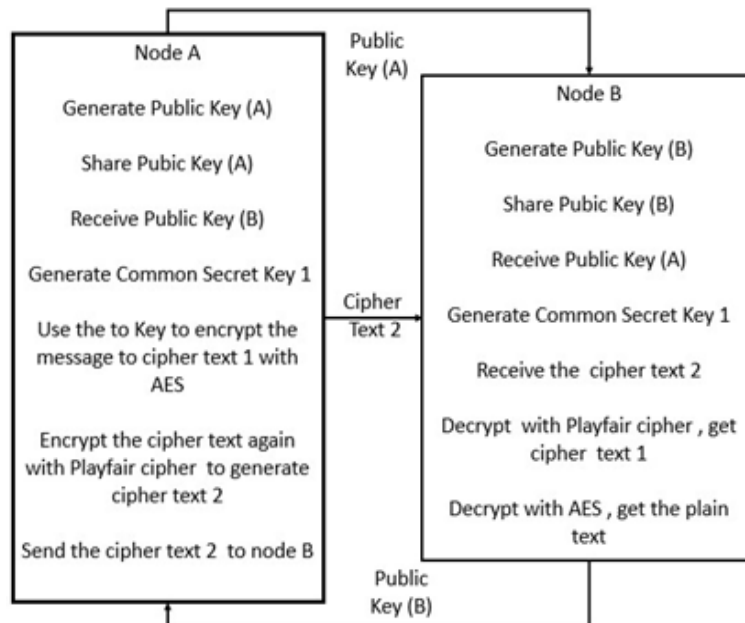 Node A
Generate Public Key (A)
Share Pubic Key (A)
Receive Public Key (B)
Generate Common Secret Key 1
Use the to Key to encrypt the
message to cipher text 1 with
AES
Encrypt the cipher text again
with Playfair cipher to generate
cipher text 2
Send the cipher text 2 to node B
Public
Key (A)
Cipher
Text 2
Public
Key (B)
Node B
Generate Public Key (B)
Share Pubic Key (B)
Receive Public Key (A)
Generate Common Secret Key 1
Receive the cipher text 2
Decrypt with Playfair cipher , get
cipher text 1
Decrypt with AES , get the plain
text